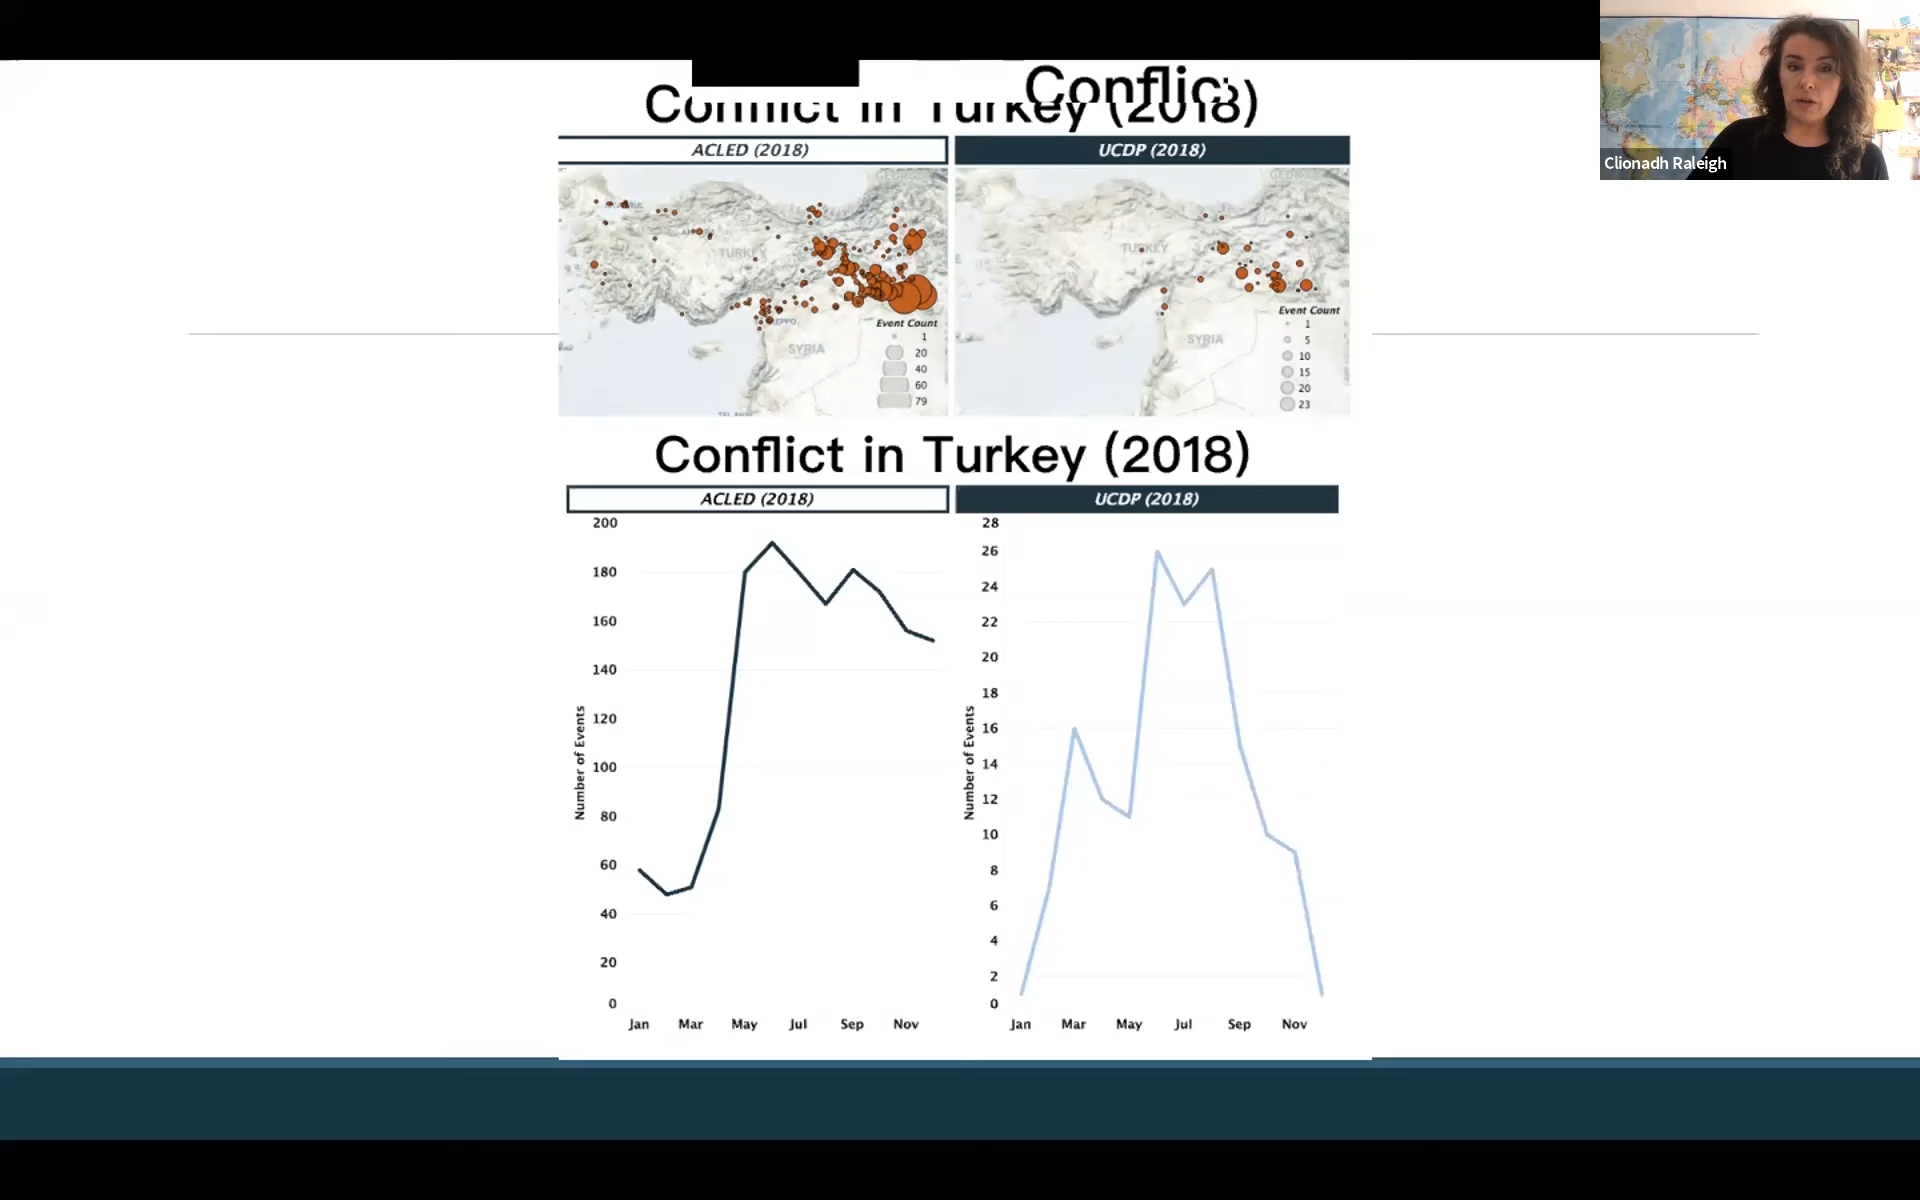 Conflic
Conflict in Turkey (2018)
ACLED (2018)
UCDP (2018)
TURKEY
SYRIA
Event Count
1
20
40
60
79
TURKEY
SYRIA
Event Count
1
5
10
15
20
23
Conflict in Turkey (2018)
ACLED (2018)
UCDP (2018)
200
180
160
140
120
100
80
60
40
20
0
Number of Events
Jan Mar May Jul Sep Nov
28
26
24
22
20
18
16
14
12
10
8
6
4
2
0
Number of Events
Jan Mar May Jul Sep Nov
Clionadh Raleigh